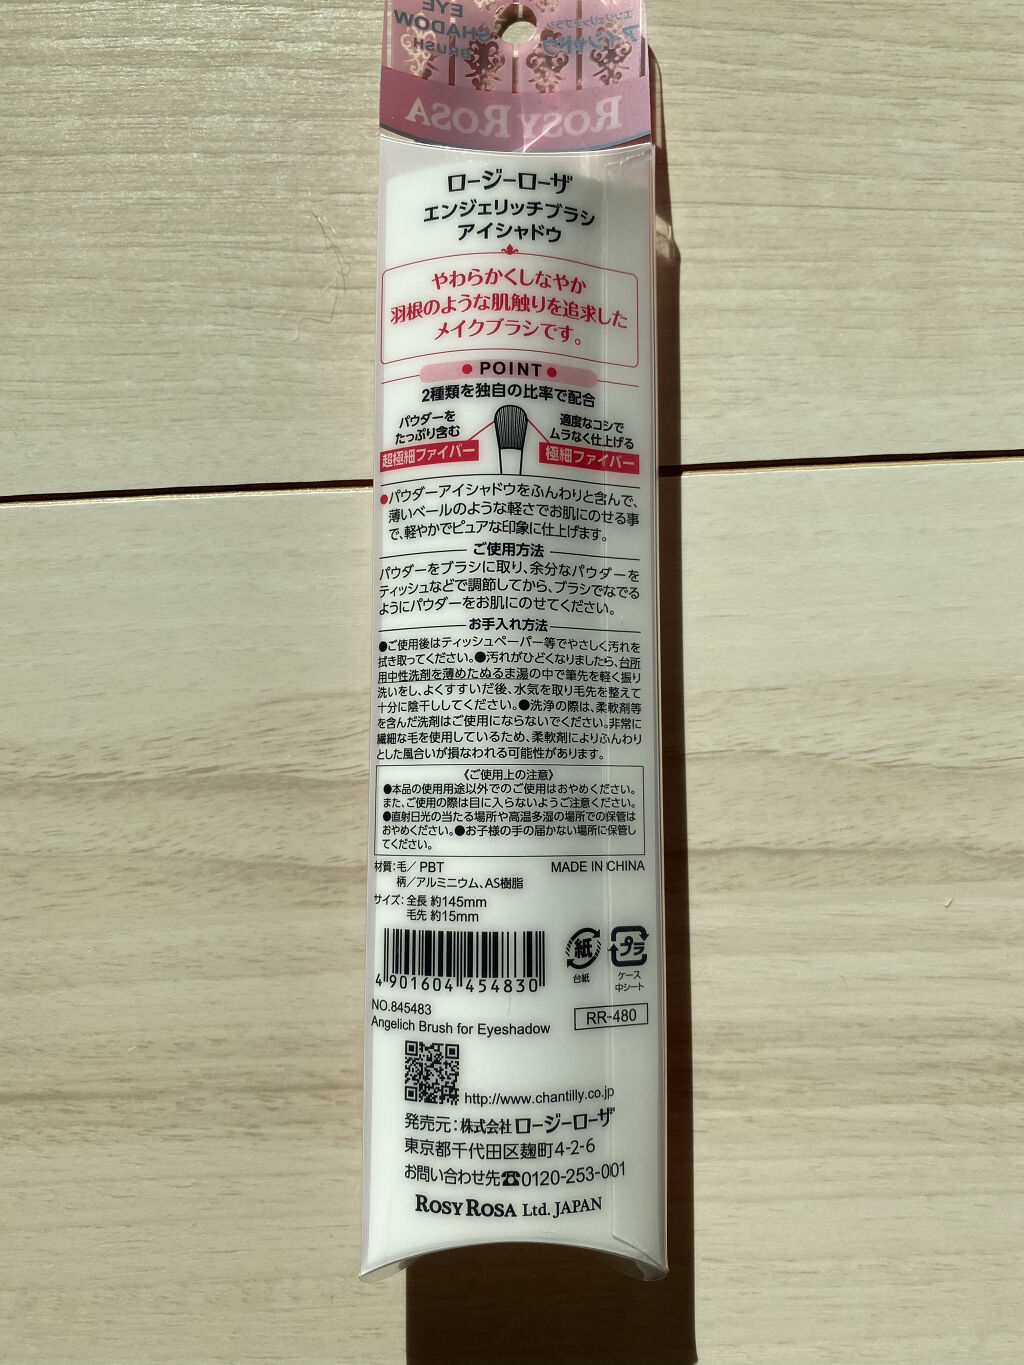 EYE
SHADOW
BRUSH
エンジェリッチブラシ
アイシャドウ
ROSY ROSA
ロージーローザ
エンジェリッチブラシ
アイシャドウ
やわらかくしなやか
羽根のような肌触りを追求した
メイクブラシです。
●POINT●
2種類を独自の比率で配合
パウダーを
たっぷり含む
超極細ファイバー
適度なコシで
ムラなく仕上げる
極細ファイバー
●パウダーアイシャドウをふんわりと含んで、
薄いベールのような軽さでお肌にのせる事
で、軽やかでピュアな印象に仕上げます。
ご使用方法
パウダーをブラシに取り、余分なパウダーを
ティッシュなどで調節してから、ブラシでなでる
ようにパウダーをお肌にのせてください。
お手入れ方法
●ご使用後はティッシュペーパー等でやさしく汚れを
拭き取ってください。●汚れがひどくなりましたら、台所
用中性洗剤を薄めたぬるま湯の中で筆先を軽く振り
洗いをし、よくすすいだ後、水気を取り毛先を整えて
十分に陰干ししてください。●洗浄の際は、柔軟剤等
を含んだ洗剤はご使用にならないでください。非常に
繊細な毛を使用しているため、柔軟剤によりふんわり
とした風合いが損なわれる可能性があります。
《ご使用上の注意》
●本品の使用用途以外でのご使用はおやめください。
また、ご使用の際は目に入らないようご注意ください。
●直射日光の当たる場所や高温多湿の場所での保管は
おやめください。●お子様の手の届かない場所に保管し
てください。
材質：毛／PBT
柄／アルミニウム、AS樹脂
MADE IN CHINA
サイズ：全長 約145mm
毛先 約15mm
4 901604 454830
紙
台紙
プラ
ケース
中シート
NO.845483
Angelich Brush for Eyeshadow
RR-480
http://www.chantilly.co.jp
発売元：株式会社ロージーローザ
東京都千代田区麹町4-2-6
お問い合わせ先☎0120-253-001
ROSY ROSA Ltd. JAPAN